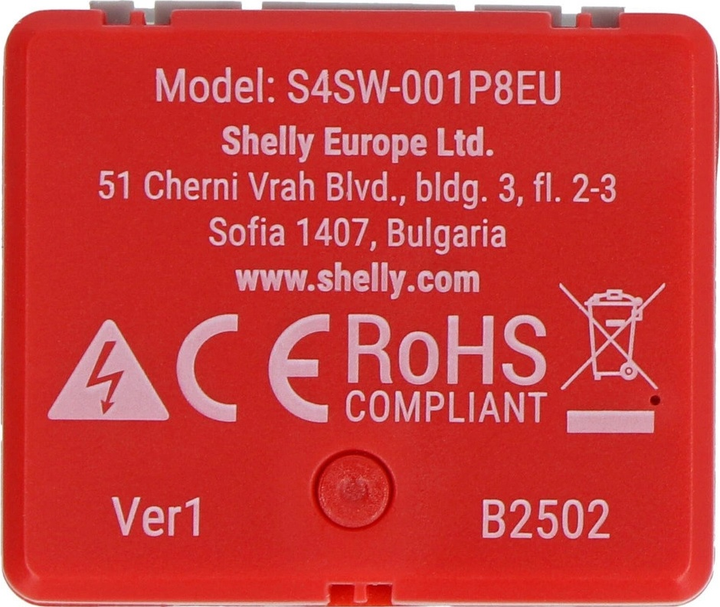 Model: S4SW-001P8EU
Shelly Europe Ltd.
51 Cherni Vrah Blvd., bldg. 3, fl. 2-3
Sofia 1407, Bulgaria
www.shelly.com
CE RoHS
COMPLIANT
Ver1 B2502